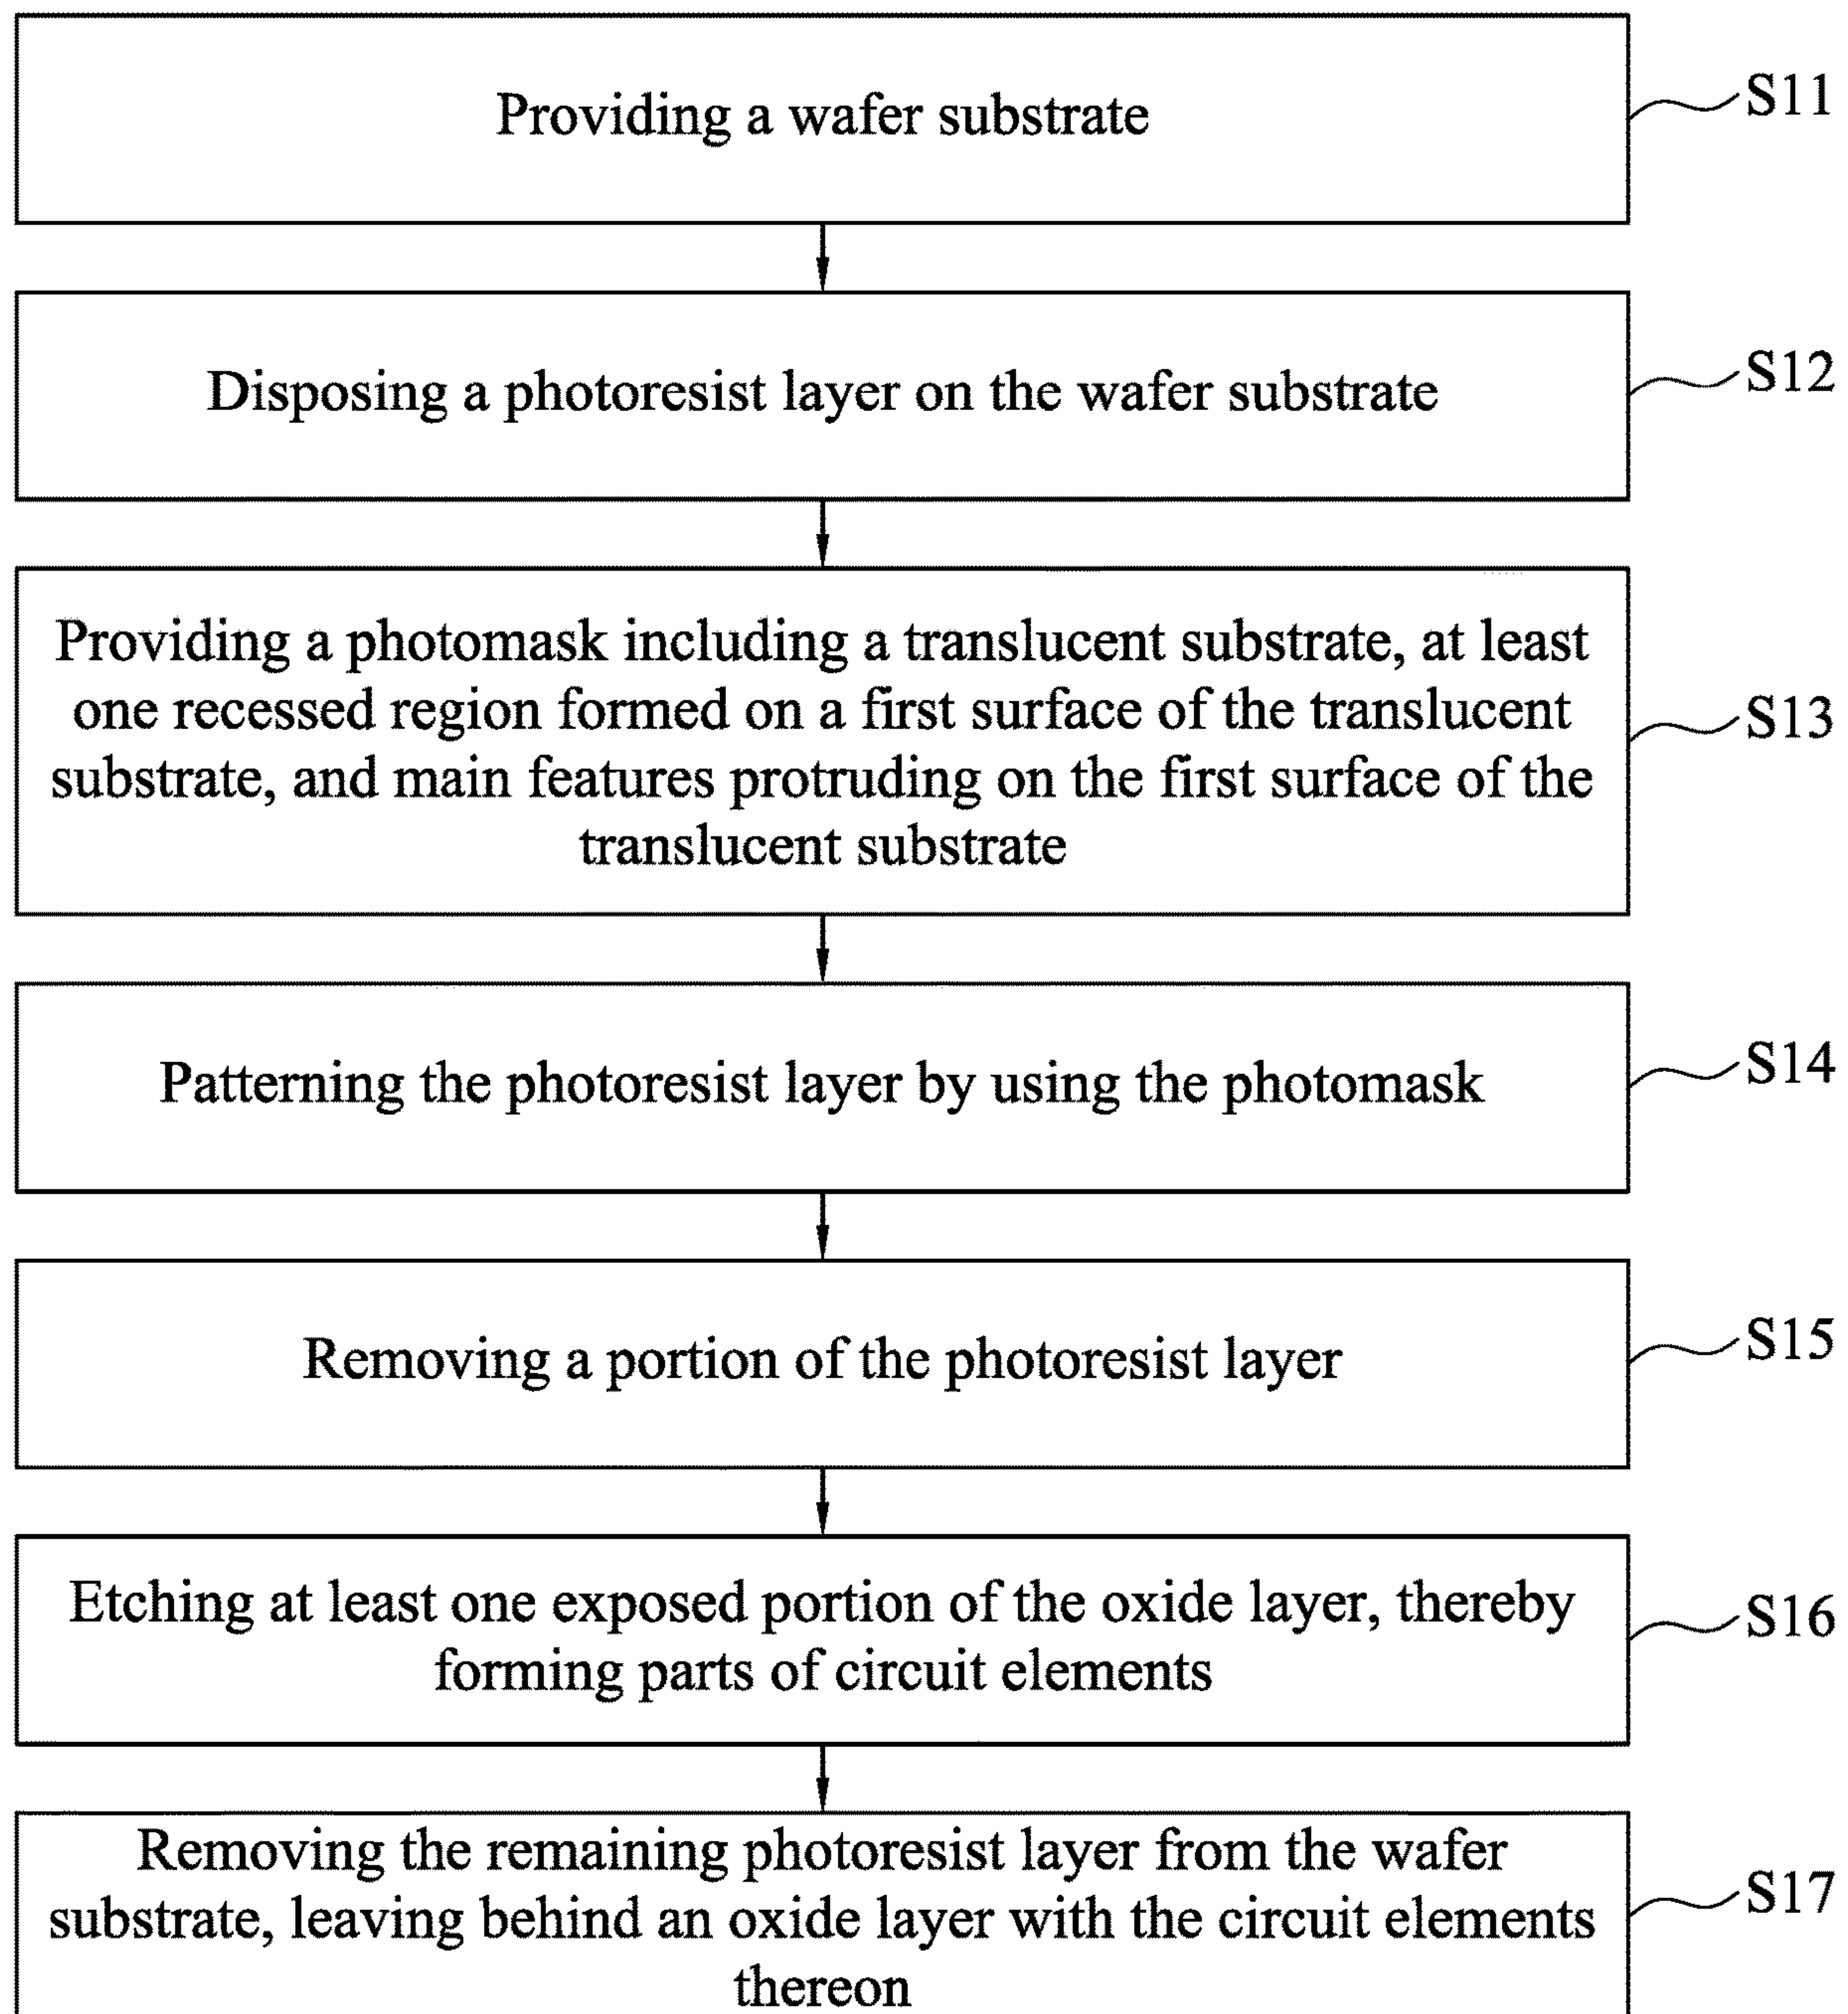 Providing a wafer substrate
S11
Disposing a photoresist layer on the wafer substrate
S12
Providing a photomask including a translucent substrate, at least
one recessed region formed on a first surface of the translucent
substrate, and main features protruding on the first surface of the
translucent substrate
S13
Patterning the photoresist layer by using the photomask
S14
Removing a portion of the photoresist layer
S15
Etching at least one exposed portion of the oxide layer, thereby
forming parts of circuit elements
S16
Removing the remaining photoresist layer from the wafer
substrate, leaving behind an oxide layer with the circuit elements
thereon
S17